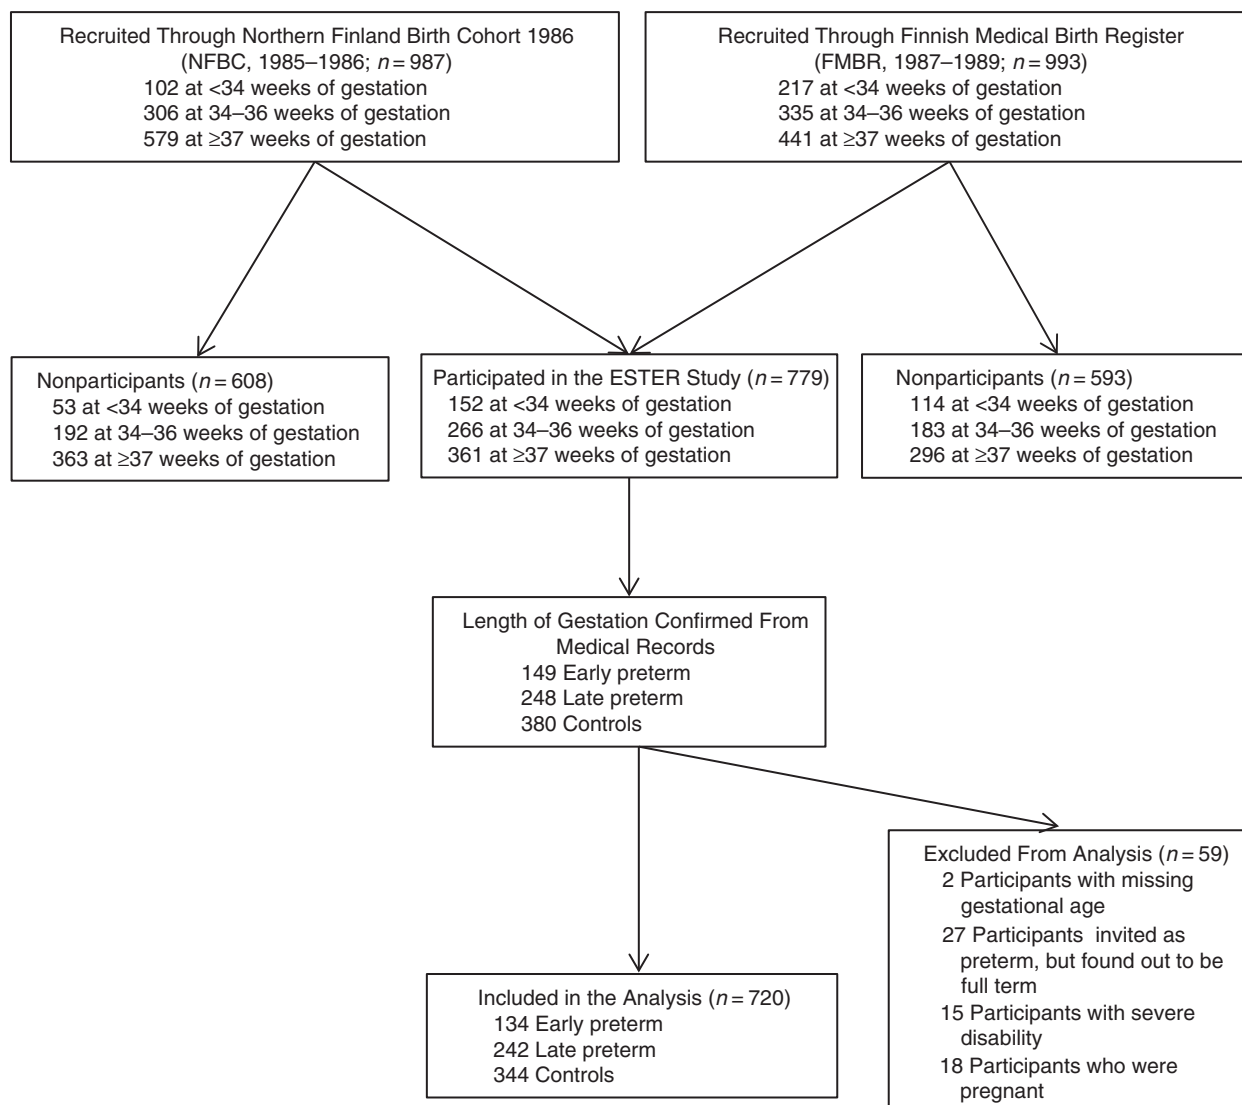 Recruited Through Northern Finland Birth Cohort 1986
(NFBC, 1985–1986; n = 987)
102 at <34 weeks of gestation
306 at 34–36 weeks of gestation
579 at ≥37 weeks of gestation
Recruited Through Finnish Medical Birth Register
(FMBR, 1987–1989; n = 993)
217 at <34 weeks of gestation
335 at 34–36 weeks of gestation
441 at ≥37 weeks of gestation
Nonparticipants (n = 608)
53 at <34 weeks of gestation
192 at 34–36 weeks of gestation
363 at ≥37 weeks of gestation
Participated in the ESTER Study (n = 779)
152 at <34 weeks of gestation
266 at 34–36 weeks of gestation
361 at ≥37 weeks of gestation
Nonparticipants (n = 593)
114 at <34 weeks of gestation
183 at 34–36 weeks of gestation
296 at ≥37 weeks of gestation
Length of Gestation Confirmed From
Medical Records
149 Early preterm
248 Late preterm
380 Controls
Excluded From Analysis (n = 59)
2 Participants with missing
gestational age
27 Participants invited as
preterm, but found out to be
full term
15 Participants with severe
disability
18 Participants who were
pregnant
Included in the Analysis (n = 720)
134 Early preterm
242 Late preterm
344 Controls